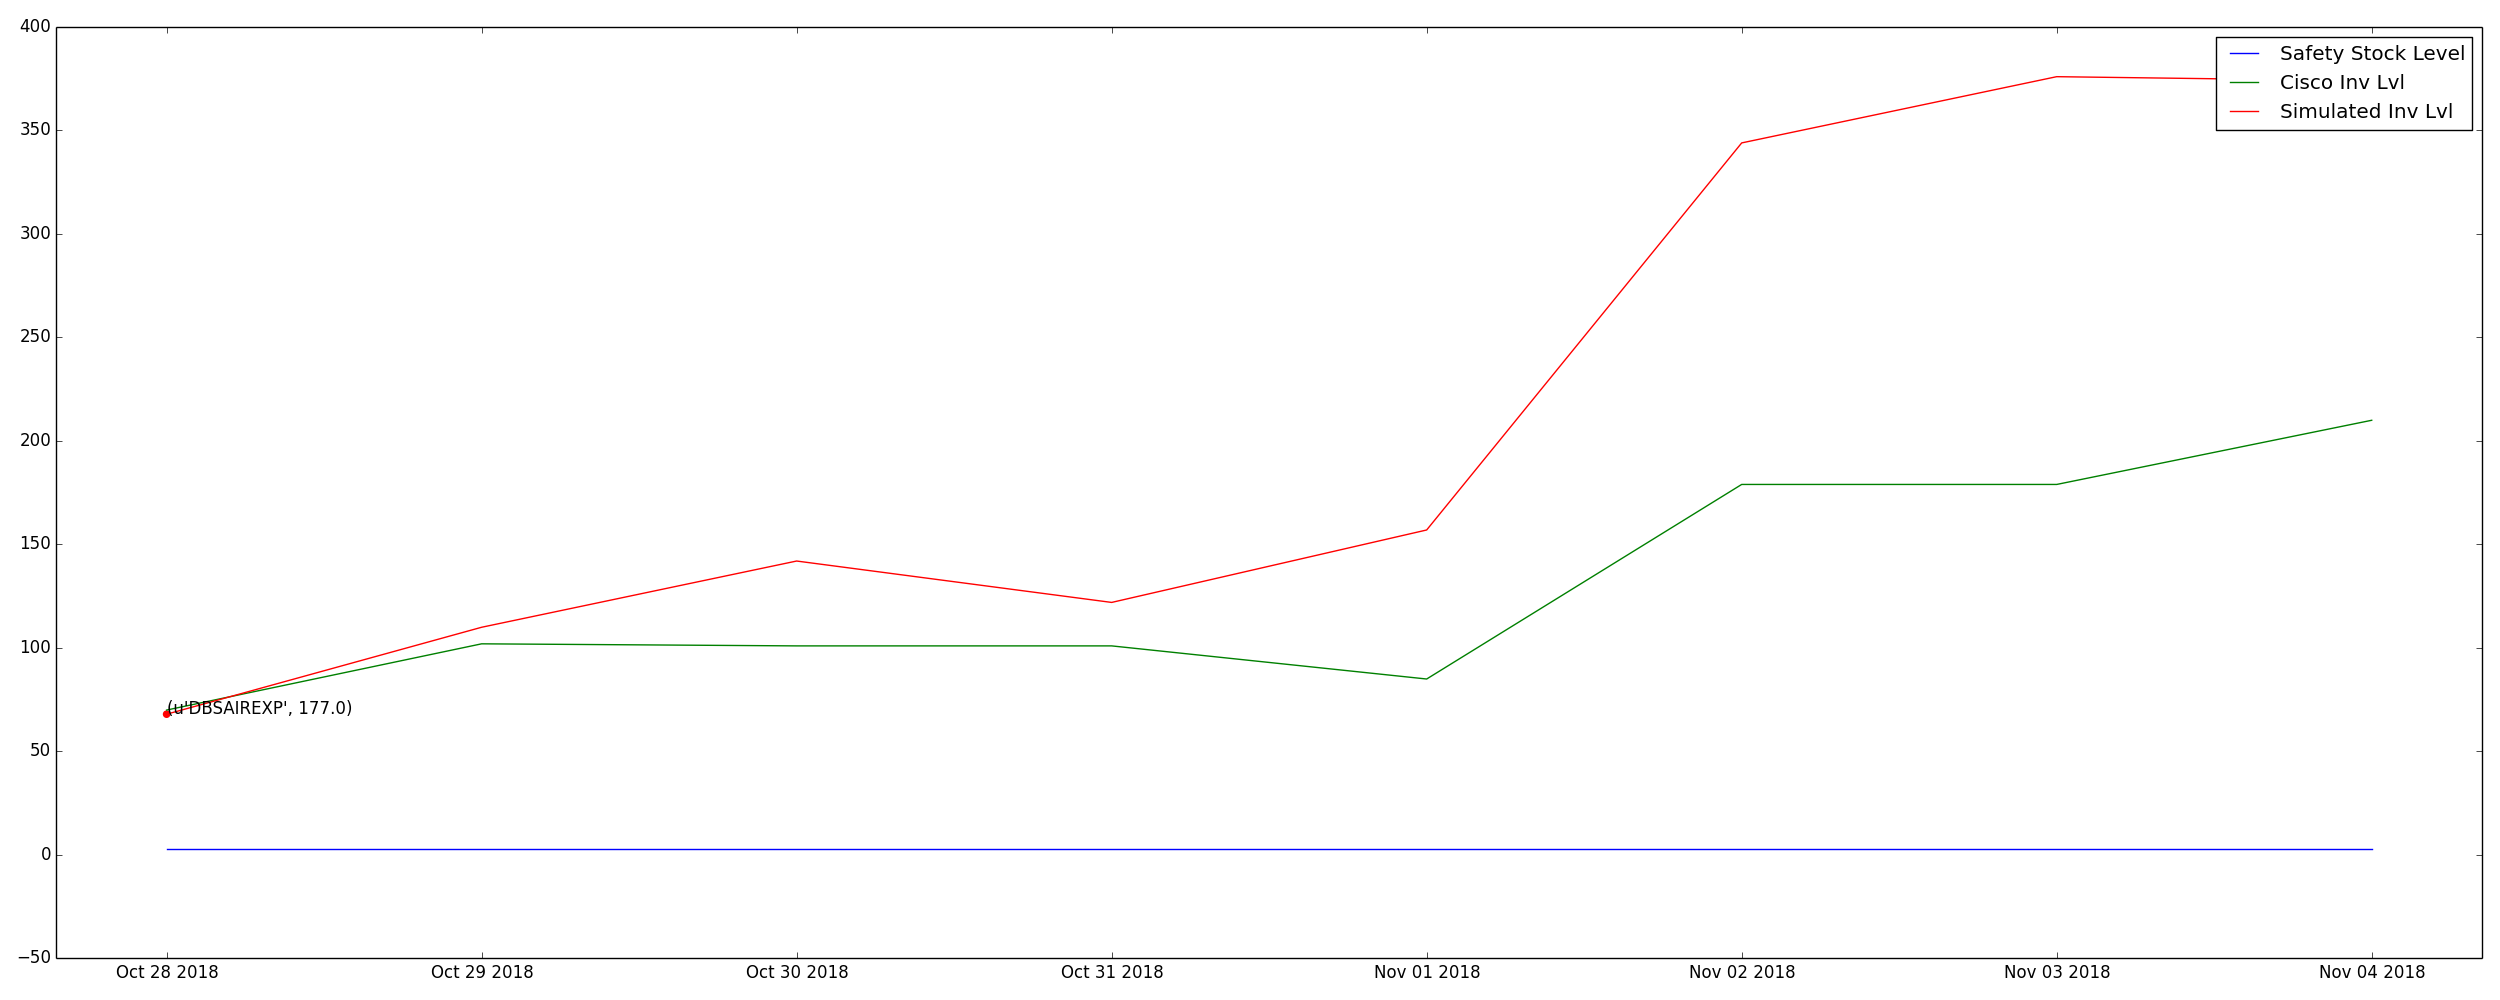 400
350
300
250
200
150
100
50
0
−50
Safety Stock Level
Cisco Inv Lvl
Simulated Inv Lvl
(u'DBSAIREXP', 177.0)
Oct 28 2018
Oct 29 2018
Oct 30 2018
Oct 31 2018
Nov 01 2018
Nov 02 2018
Nov 03 2018
Nov 04 2018